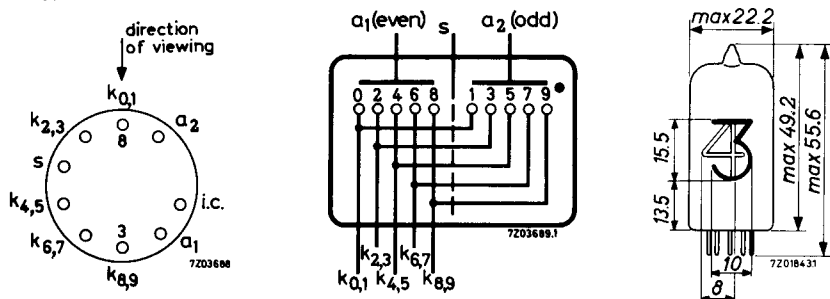 direction
of viewing
k0,1
k2,3
a2
8
s
k4,5
i.c.
k6,7
3
a1
k8,9
7Z03688
a1(even) s a2(odd)
0 2 4 6 8 1 3 5 7 9
7Z03689.1
k2,3 k6,7
k0,1 k4,5 k8,9
max 22.2
15.5
13.5
max 49.2
max 55.6
10
8
7Z01843.1